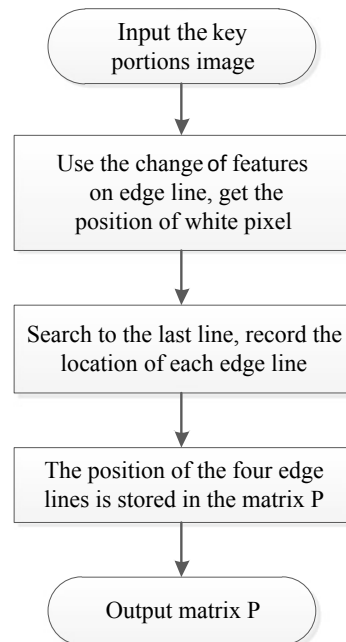 Input the key
portions image
Use the change of features
on edge line, get the
position of white pixel
Search to the last line, record the
location of each edge line
The position of the four edge
lines is stored in the matrix P
Output matrix P